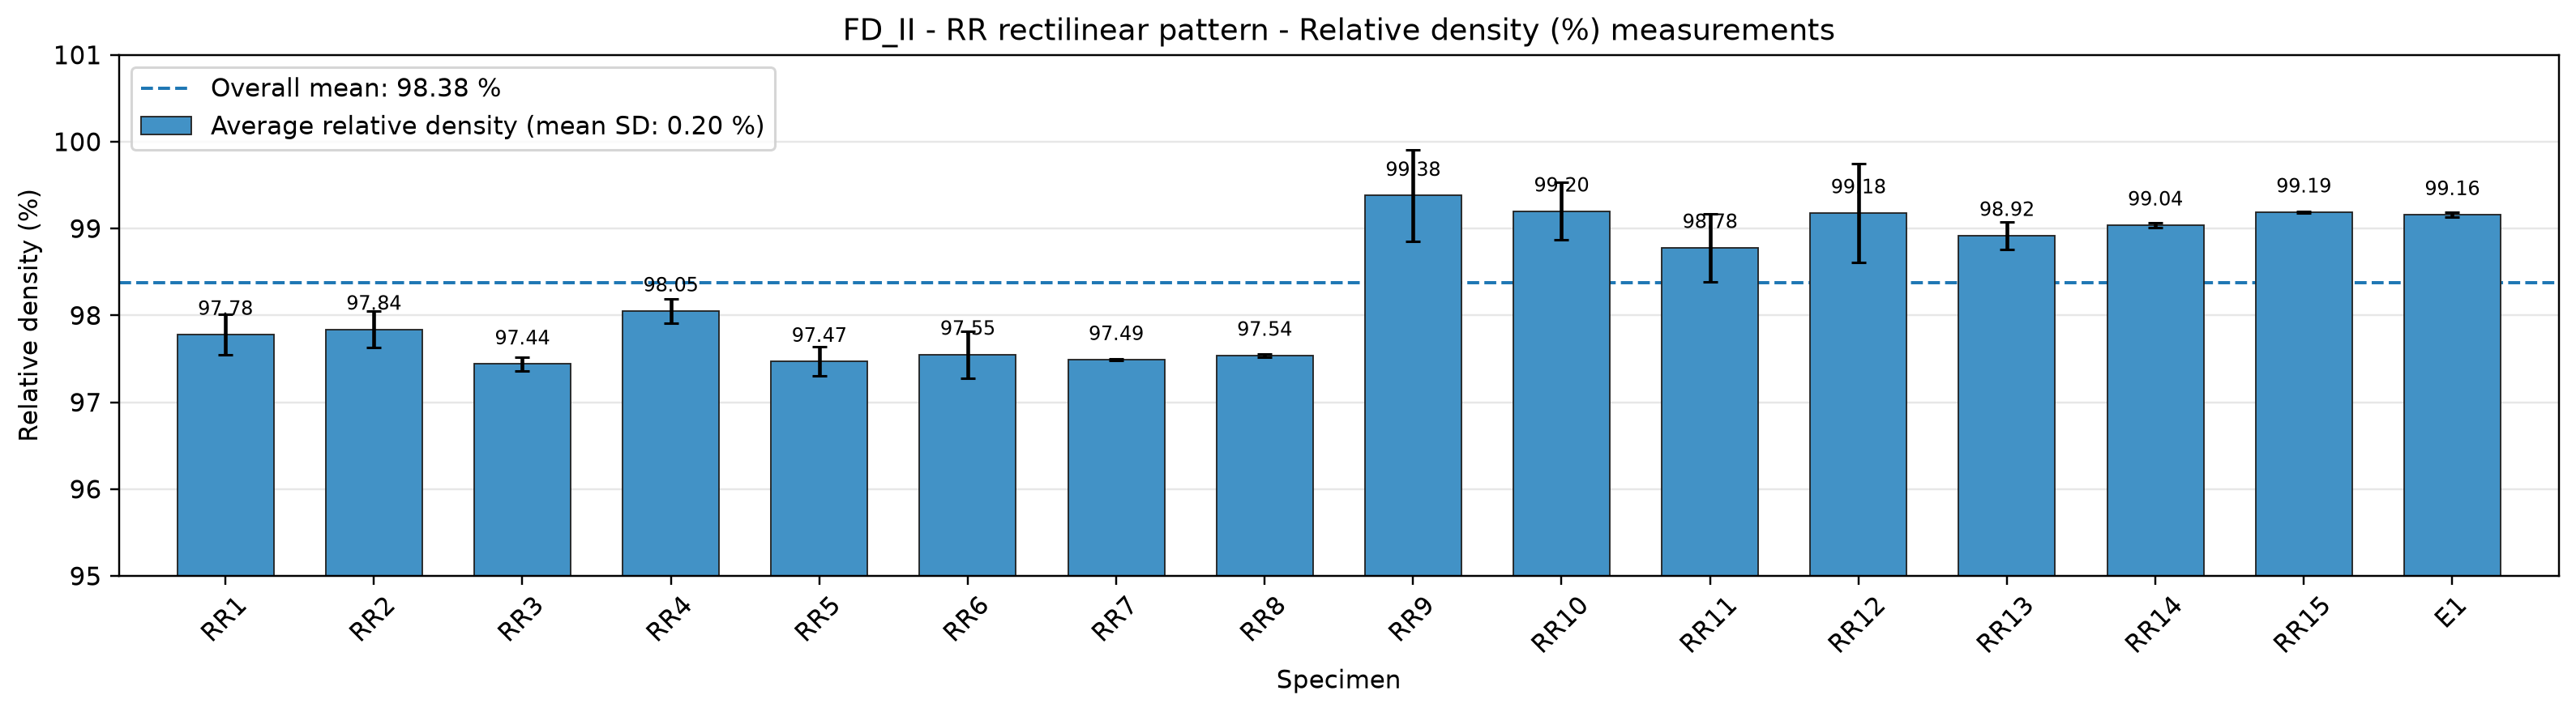 FD_II - RR rectilinear pattern - Relative density (%) measurements
Overall mean: 98.38 %
Average relative density (mean SD: 0.20 %)
Relative density (%)
101
100
99
98
97
96
95
97.78
97.84
97.44
98.05
97.47
97.55
97.49
97.54
99.38
99.20
98.78
99.18
98.92
99.04
99.19
99.16
RR1
RR2
RR3
RR4
RR5
RR6
RR7
RR8
RR9
RR10
RR11
RR12
RR13
RR14
RR15
E1
Specimen